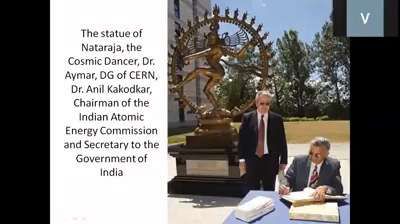 The statue of
Nataraja, the
Cosmic Dancer, Dr.
Aymar, DG of CERN,
Dr. Anil Kakodkar,
Chairman of the
Indian Atomic
Energy Commission
and Secretary to the
Government of
India
V